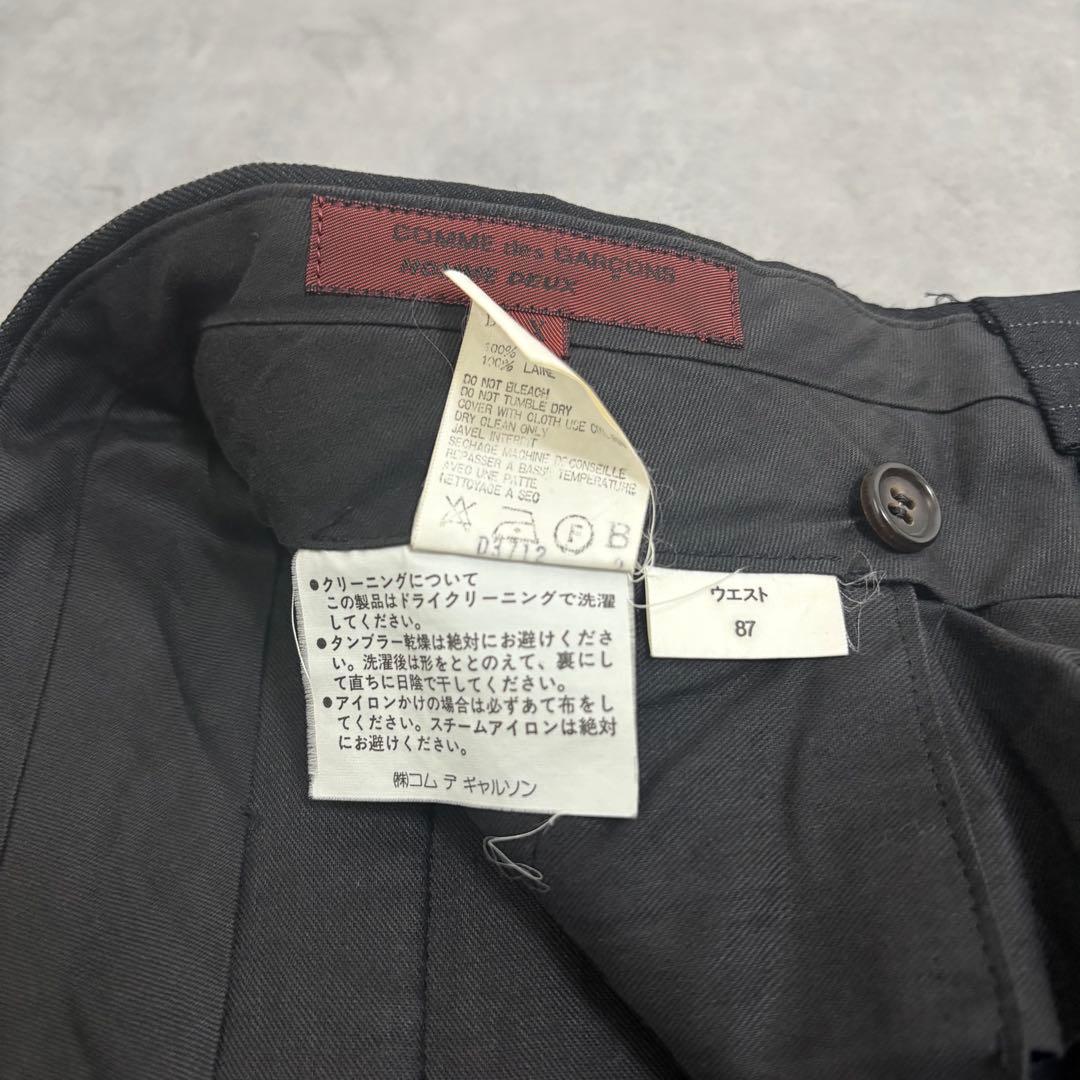 COMME des GARÇONS
HOMME DEUX
100%
100% LAINE
DO NOT BLEACH
DO NOT TUMBLE DRY
COVER WITH CLOTH USE
DRY CLEAN ONLY
JAVEL INTERDIT
SECHAGE MACHINE DECONSEILLE
REPASSER A BASSE TEMPERATURE
AVEC UNE PATTE
NETTOYAGE A SEC
F B
D3712
●クリーニングについて
この製品はドライクリーニングで洗濯
してください。
●タンブラー乾燥は絶対にお避けくださ
い。洗濯後は形をととのえて、裏にし
て直ちに日陰で干してください。
●アイロンかけの場合は必ずあて布をし
てください。スチームアイロンは絶対
にお避けください。
㈱コム デ ギャルソン
ウエスト
87